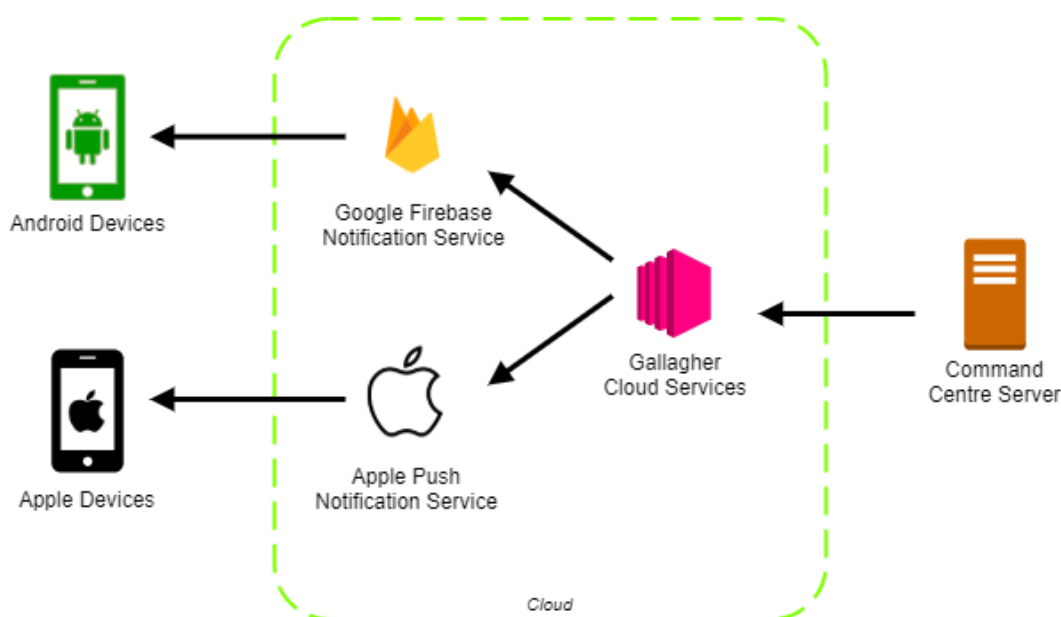 Android Devices
Google Firebase
Notification Service
Gallagher
Cloud Services
Command
Centre Server
Apple Devices
Apple Push
Notification Service
Cloud